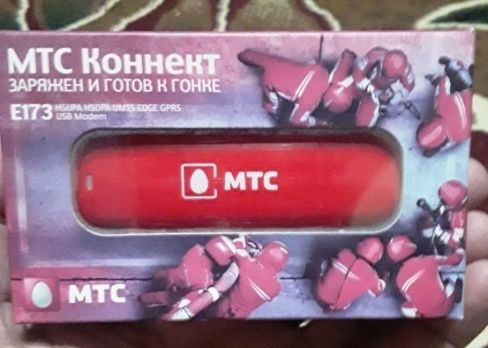 МТС Коннект
ЗАРЯЖЕН И ГОТОВ К ГОНКЕ
E173 HSUPA HSDPA UMTS EDGE GPRS
USB Modem
МТС
МТС